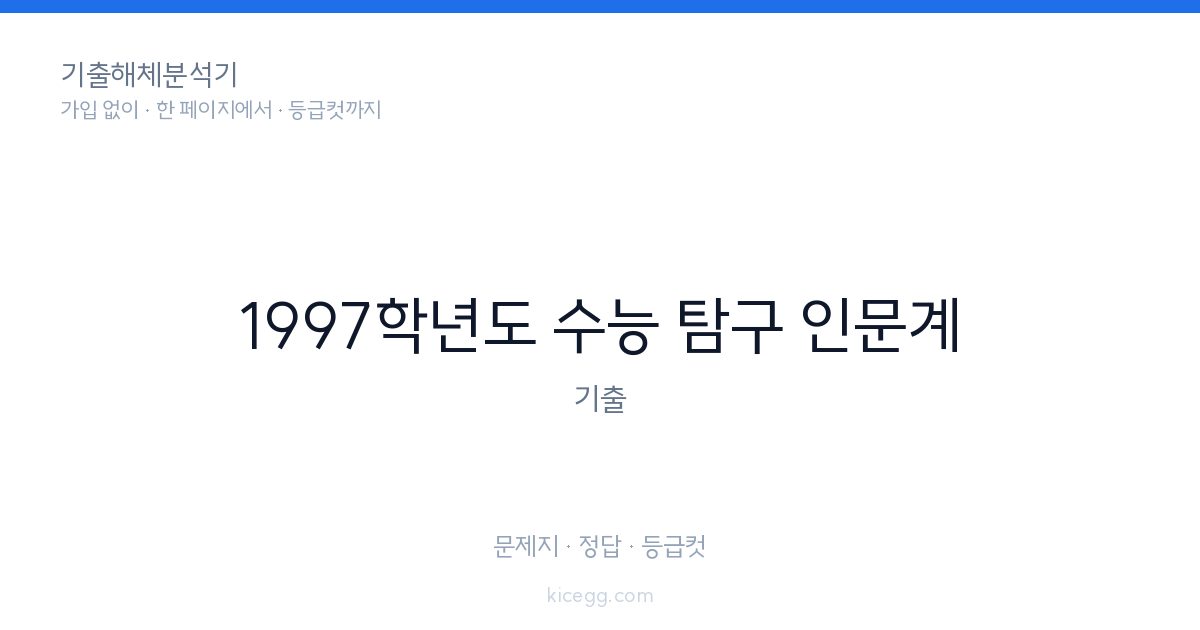 기출해체분석기
가입 없이 · 한 페이지에서 · 등급컷까지
1997학년도 수능 탐구 인문계
기출
문제지 · 정답 · 등급컷
kicegg.com